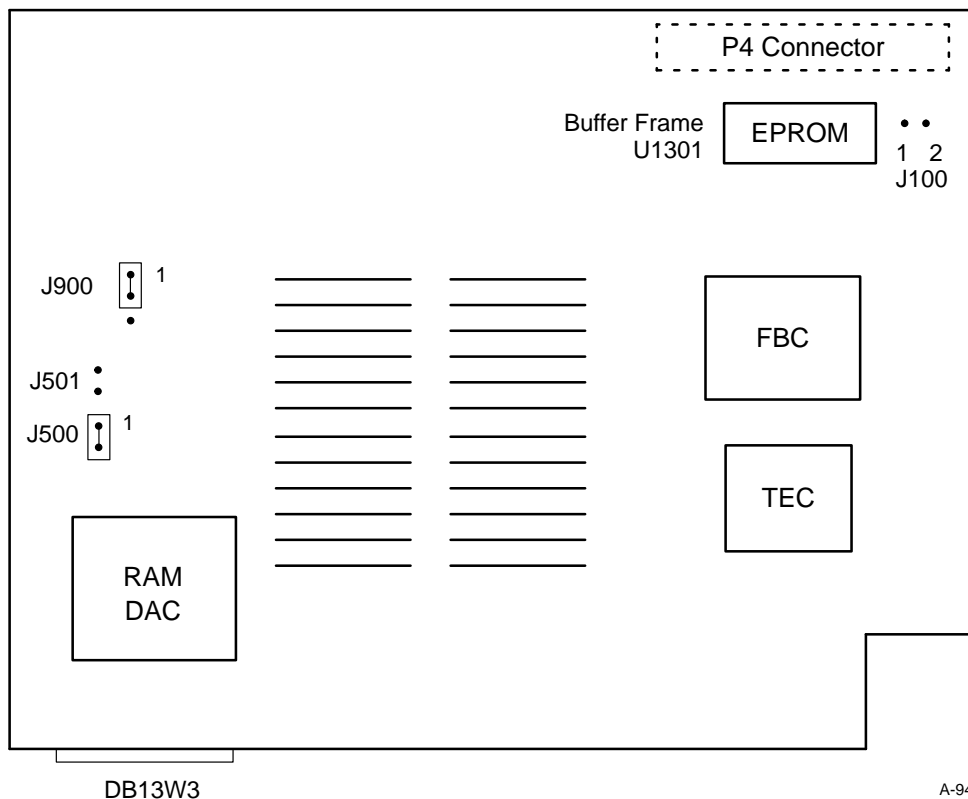 P4 Connector
Buffer Frame
U1301
EPROM
1 2
J100
J900
1
FBC
J501
J500
1
TEC
RAM
DAC
DB13W3
A-94